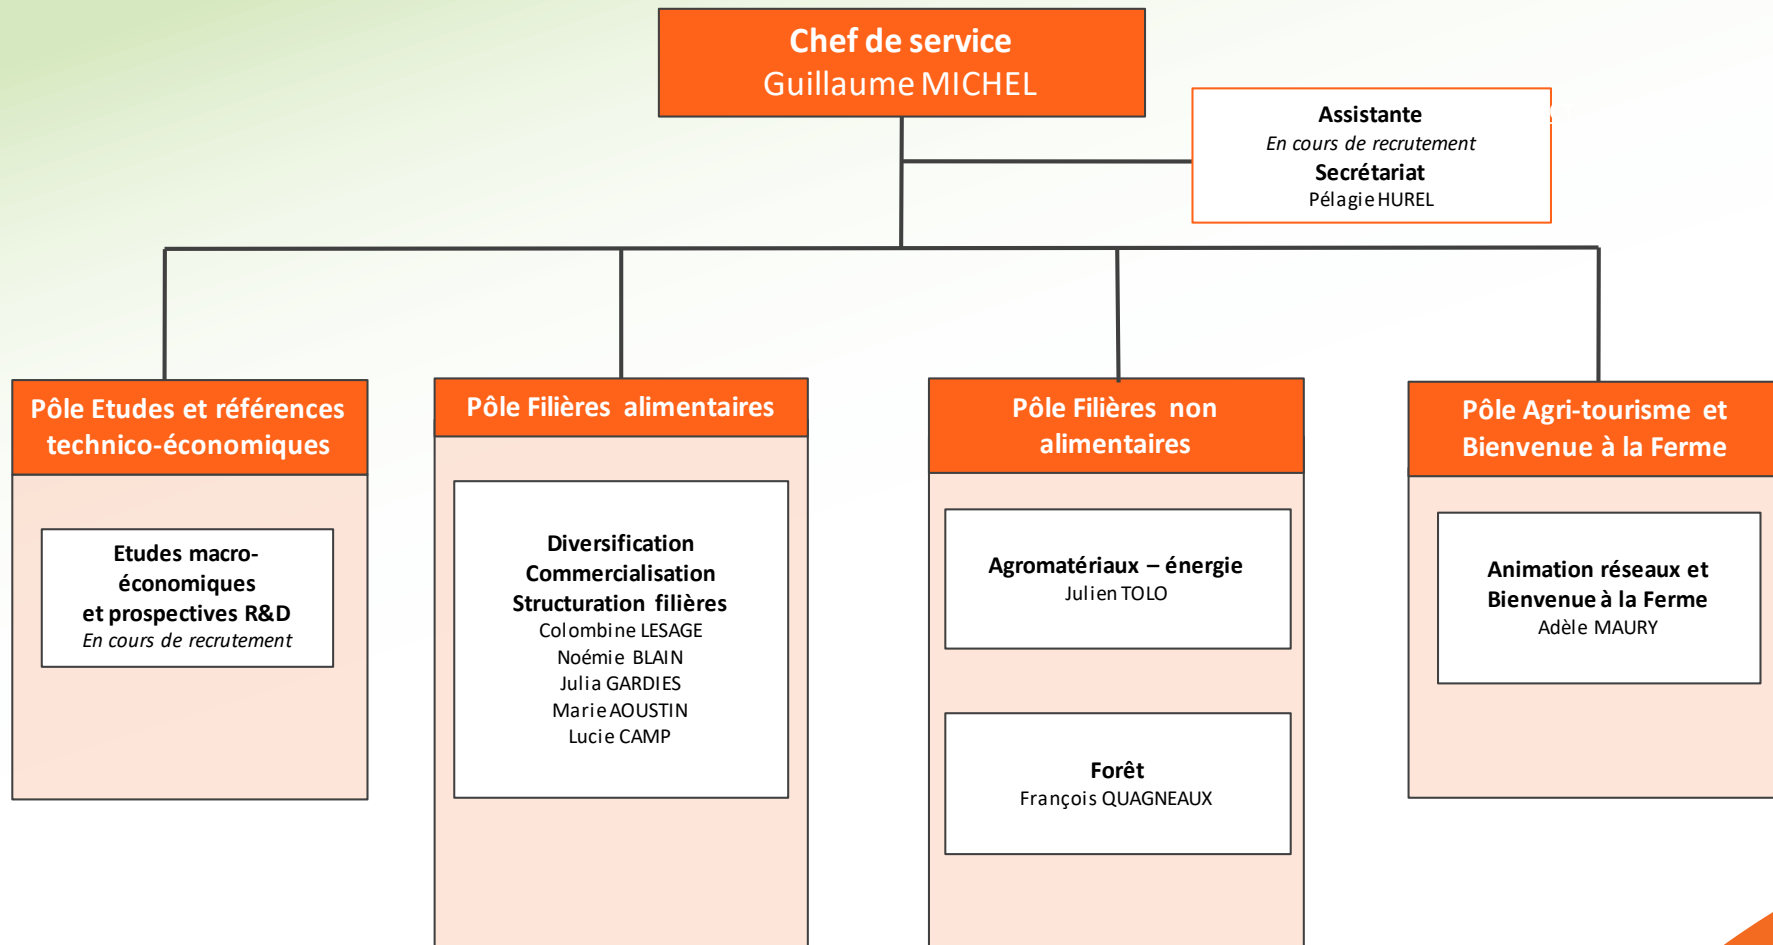 Chef de service
Guillaume MICHEL
Assistante
En cours de recrutement
Secrétariat
Pélagie HUREL
Pôle Etudes et références
technico-économiques
Etudes macro-
économiques
et prospectives R&D
En cours de recrutement
Pôle Filières alimentaires
Diversification
Commercialisation
Structuration filières
Colombine LESAGE
Noémie BLAIN
Julia GARDIES
Marie AOUSTIN
Lucie CAMP
Pôle Filières non
alimentaires
Agromatériaux – énergie
Julien TOLO
Forêt
François QUAGNEAUX
Pôle Agri-tourisme et
Bienvenue à la Ferme
Animation réseaux et
Bienvenue à la Ferme
Adèle MAURY